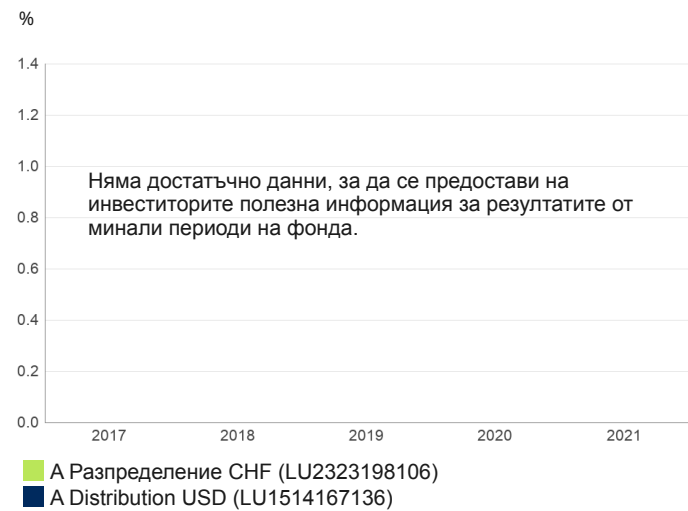 %
1.4
1.2
1.0
Няма достатъчно данни, за да се предостави на
инвеститорите полезна информация за резултатите от
0.8
минали периоди на фонда.
0.6
0.4
0.2
0.0
2017 2018 2019 2020 2021
А Разпределение CHF (LU2323198106)
A Distribution USD (LU1514167136)